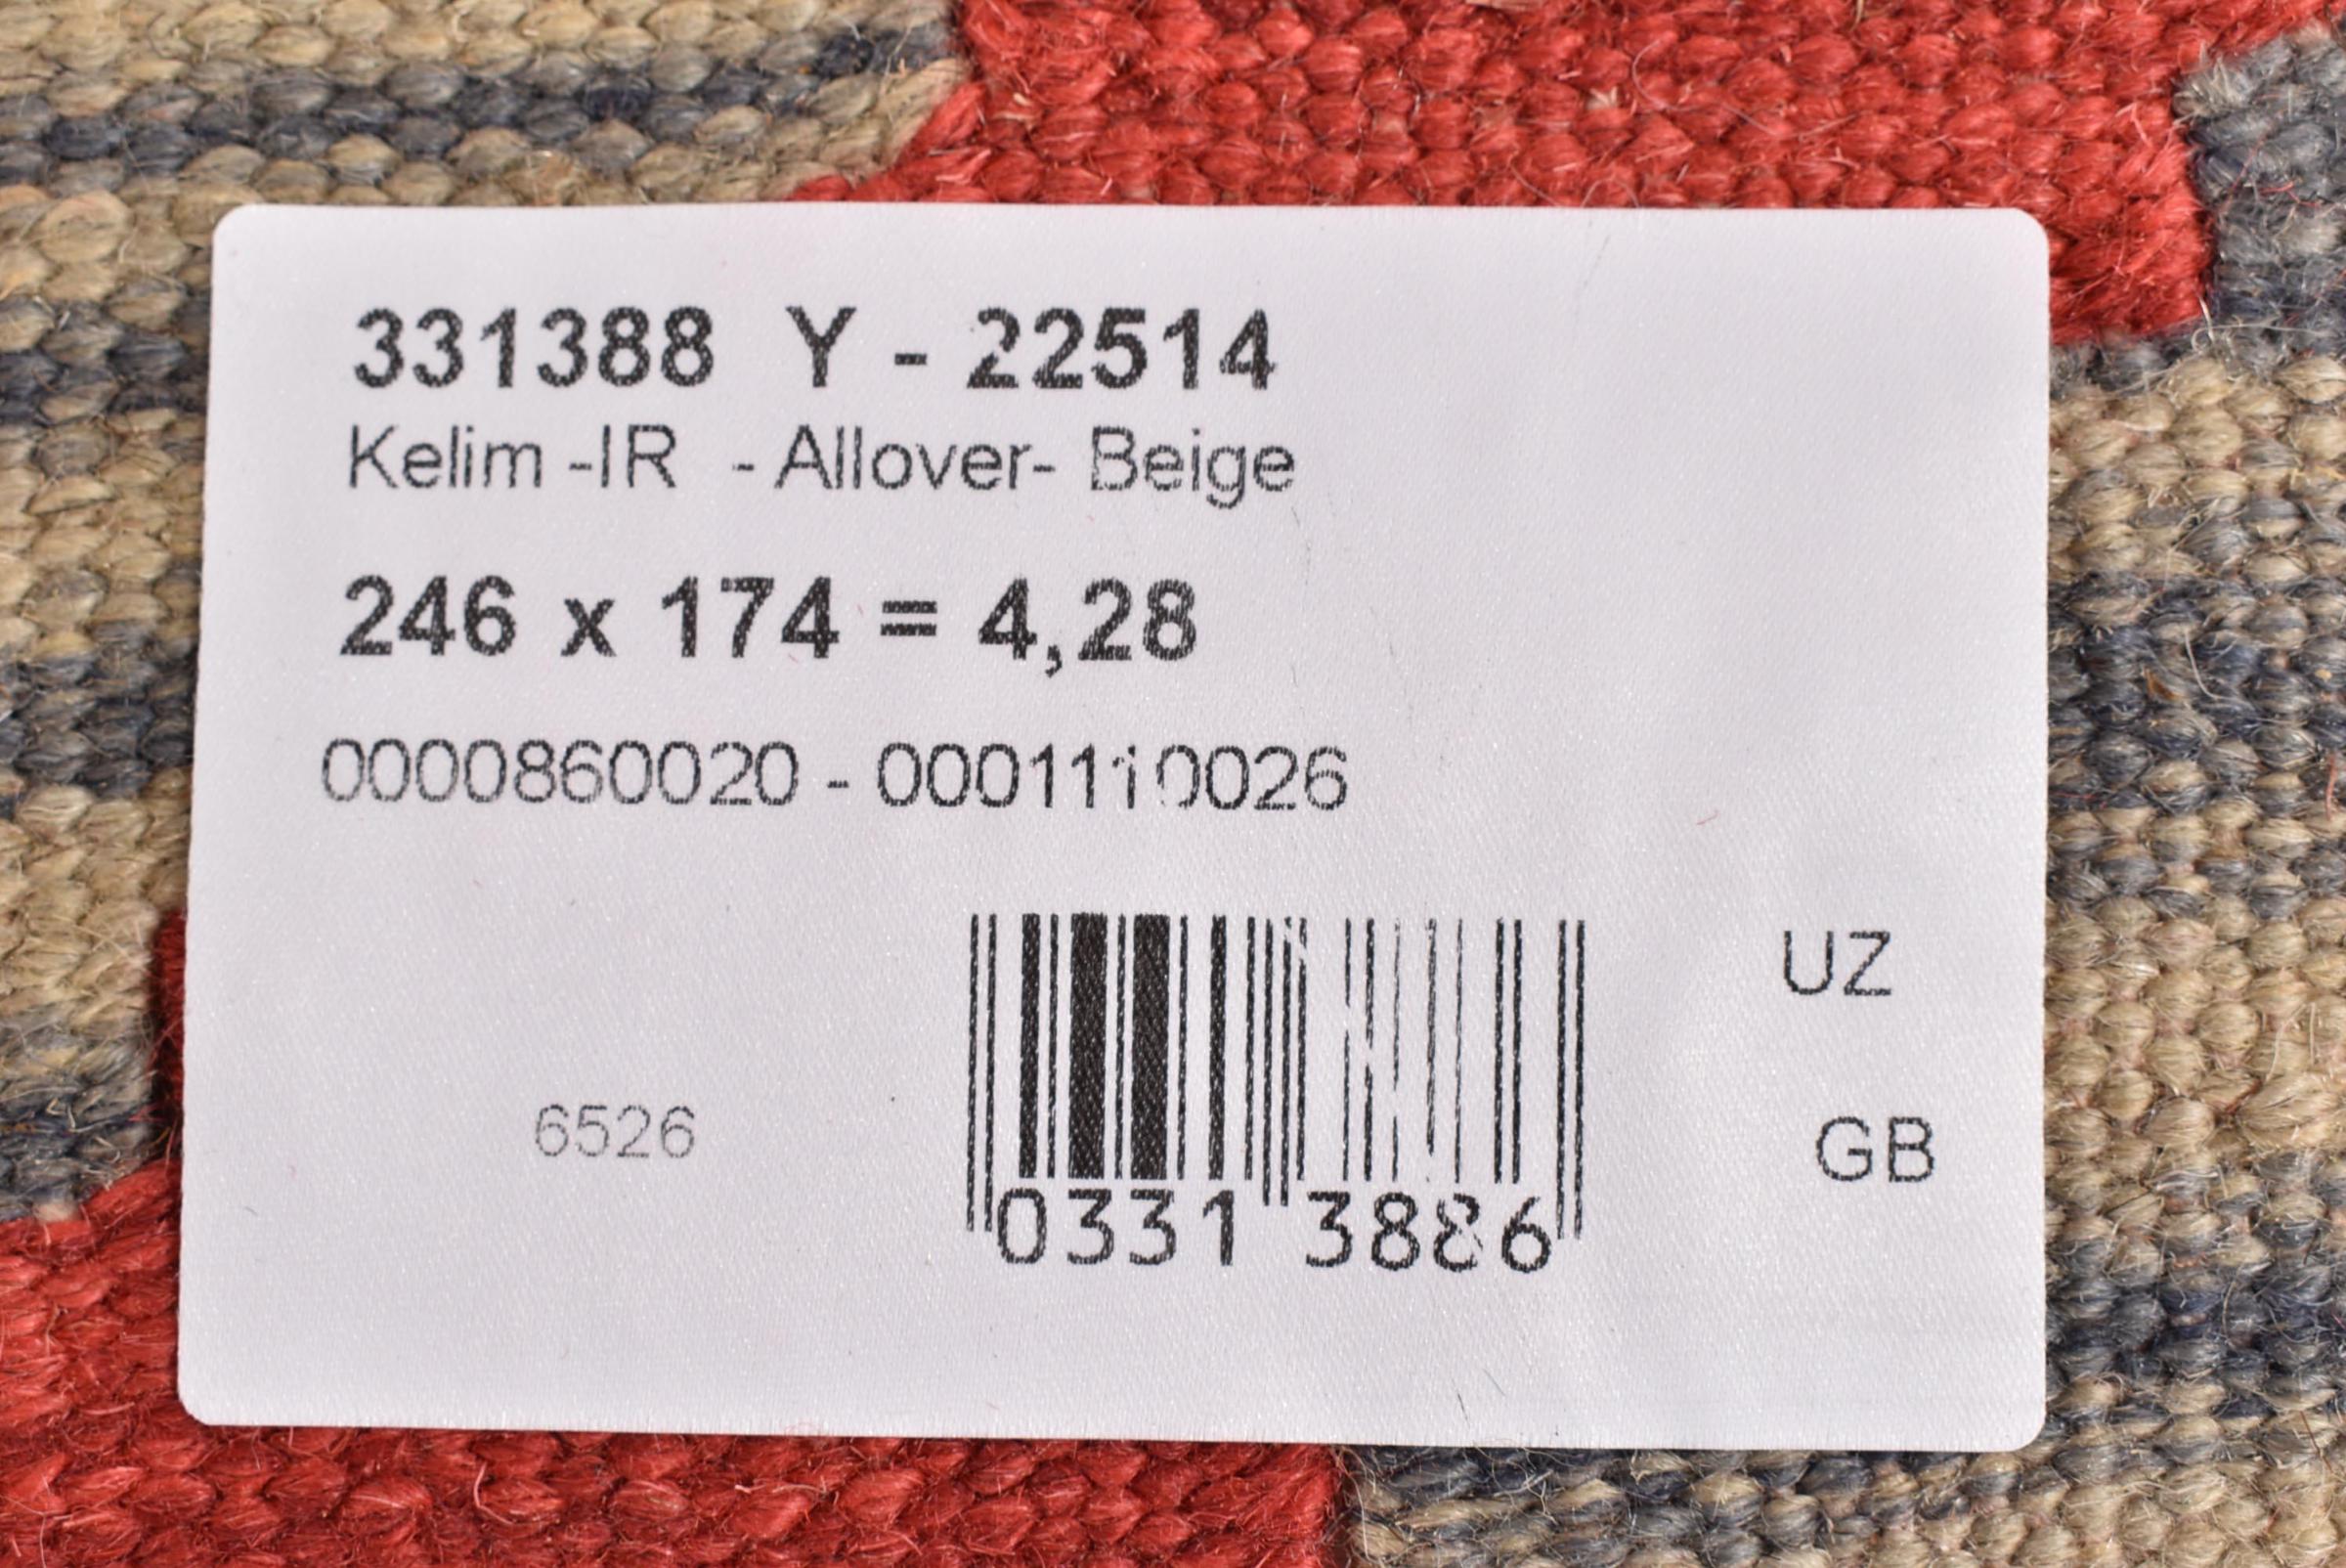 331388 Y - 22514
Kelim -IR - Allover- Beige
246 x 174 = 4,28
0000860020 - 0001110026
UZ
6526
GB
0331 3886